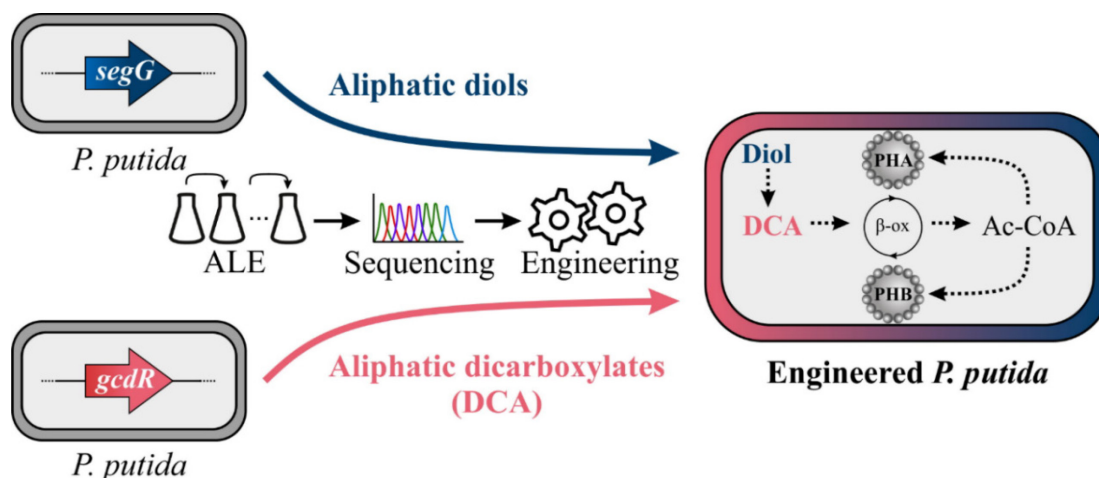 segG
P. putida
Aliphatic diols
ALE
...
Sequencing
Engineering
gcdR
P. putida
Aliphatic dicarboxylates
(DCA)
Diol
DCA
PHA
β-ox
Ac-CoA
PHB
Engineered P. putida